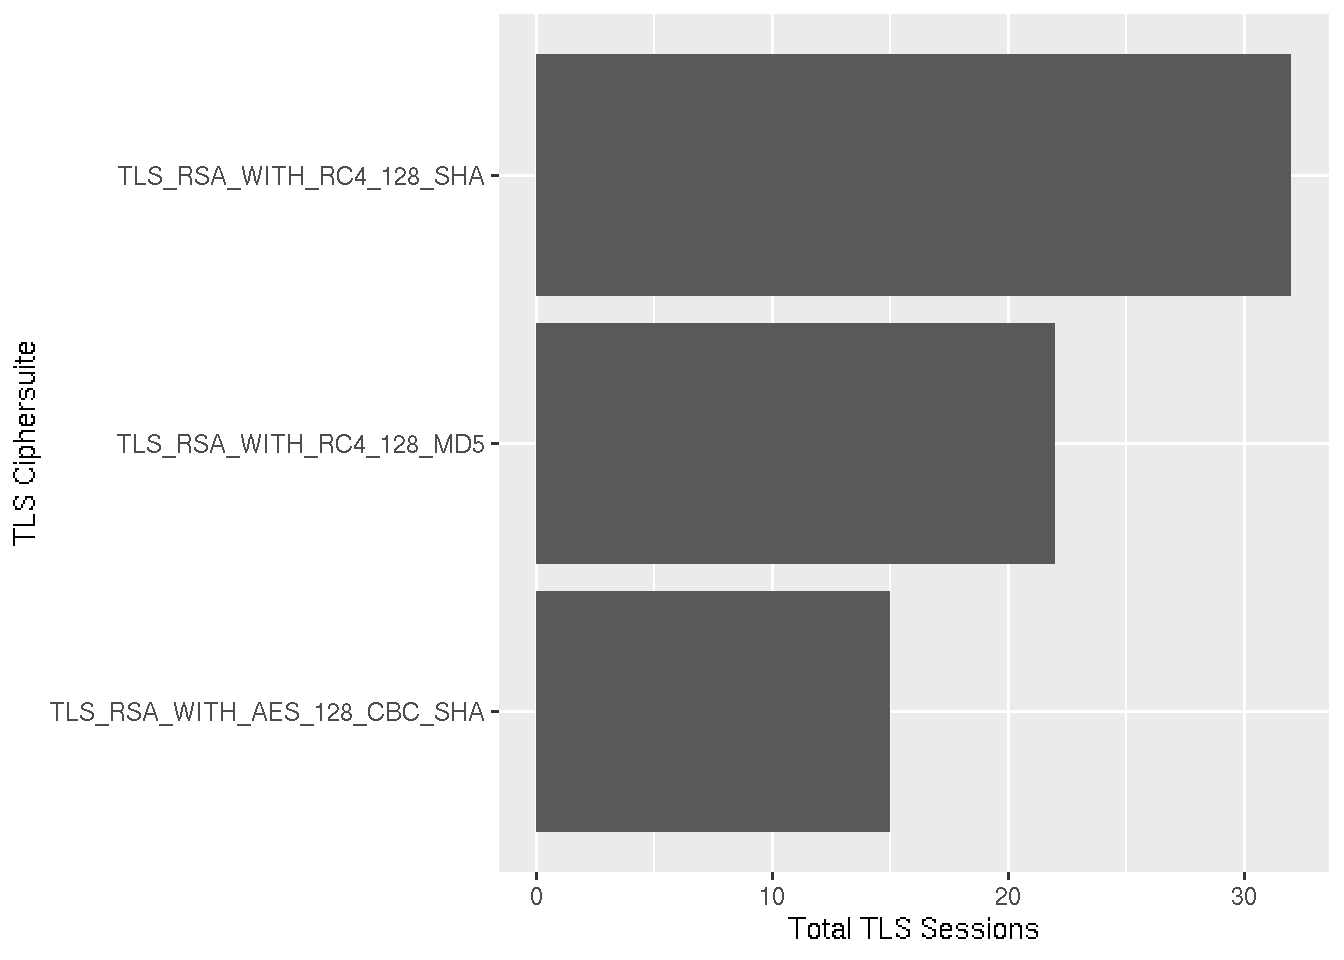 TLS Ciphersuite
TLS_RSA_WITH_RC4_128_SHA
TLS_RSA_WITH_RC4_128_MD5
TLS_RSA_WITH_AES_128_CBC_SHA
0 10 20 30
Total TLS Sessions